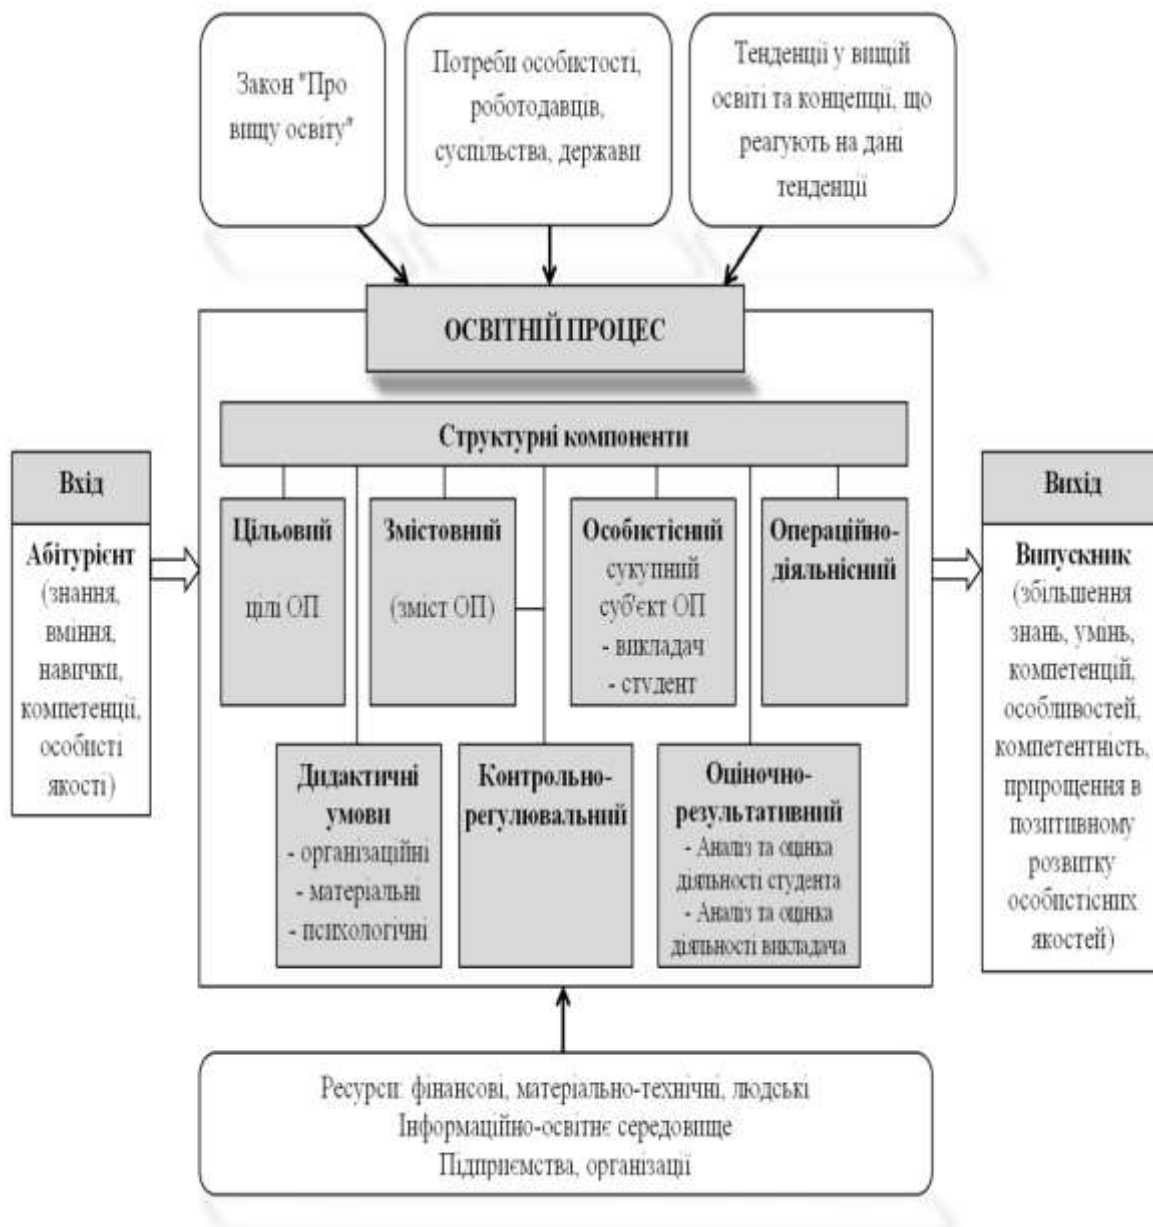 Закон "Про
вищу освіту"
Потреби особистості,
роботодавців,
суспільства, держави
Тенденції у вищій
освіті та концепції, що
реагують на дані
тенденції
ОСВІТНІЙ ПРОЦЕС
Структурні компоненти
Вхід
Абітурієнт
(знання,
вміння,
навички,
компетенції,
особисті
якості)
Цільовий
цілі ОП
Змістовний
(зміст ОП)
Особистісний
сукупний
суб'єкт ОП
- викладач
- студент
Операційно-
діяльнісний
Дидактичні
умови
- організаційні
- матеріальні
- психологічні
Контрольно-
регулювальний
Оціночно-
результативний
- Аналіз та оцінка
діяльності студента
- Аналіз та оцінка
діяльності викладача
Вихід
Випускник
(збільшення
знань, умінь,
компетенцій,
особливостей,
компетентність,
прирощення в
позитивному
розвитку
особистісних
якостей)
Ресурси: фінансові, матеріально-технічні, людські
Інформаційно-освітнє середовище
Підприємства, організації